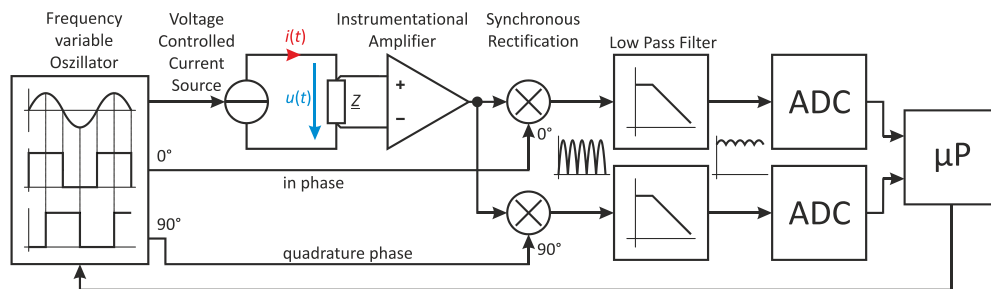 Frequency
variable
Oszillator
Voltage
Controlled
Current
Source
i(t)
u(t)
Z
Instrumentational
Amplifier
+
−
Synchronous
Rectification
Low Pass Filter
ADC
µP
0°
0°
in phase
ADC
90°
90°
quadrature phase